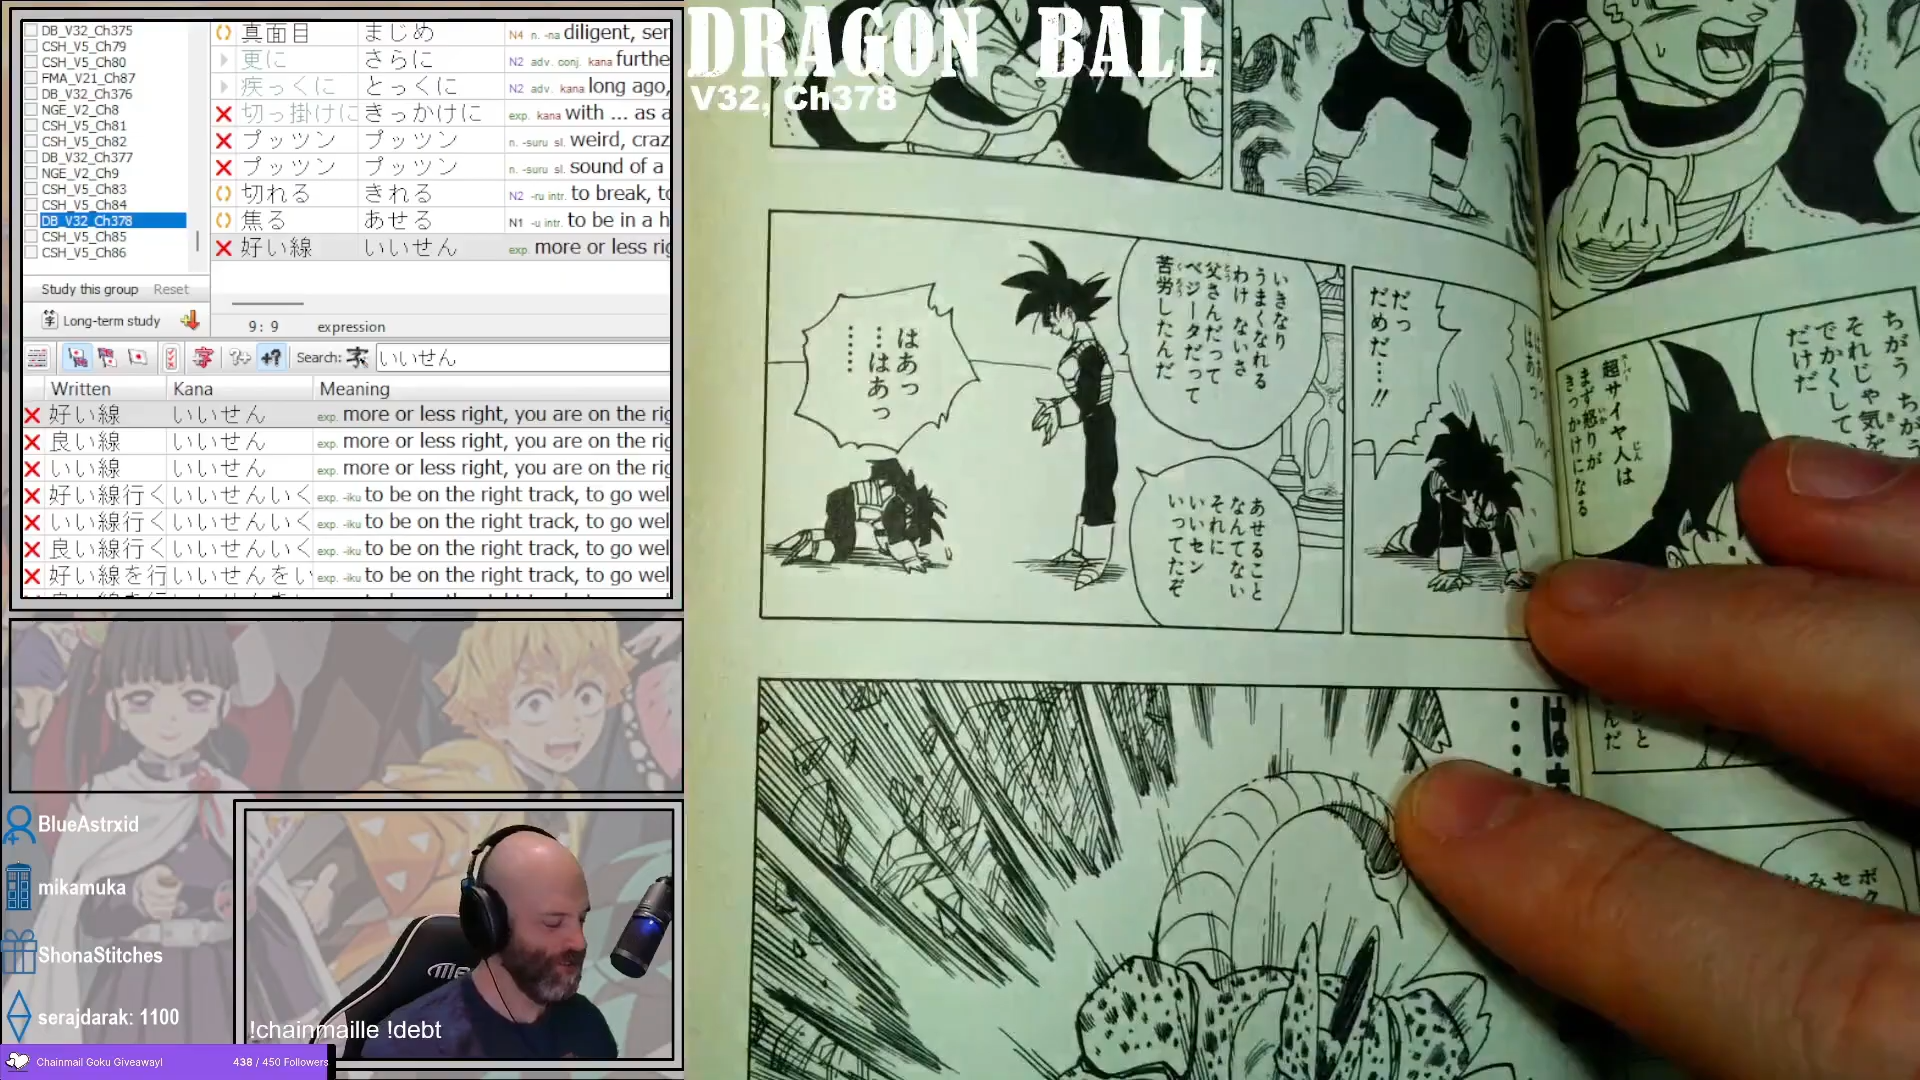 DB_V32_Ch375
CSH_V5_Ch79
CSH_V5_Ch80
FMA_V21_Ch87
DB_V32_Ch376
NGE_V2_Ch8
CSH_V5_Ch81
CSH_V5_Ch82
DB_V32_Ch377
NGE_V2_Ch9
CSH_V5_Ch83
CSH_V5_Ch84
DB_V32_Ch378
CSH_V5_Ch85
CSH_V5_Ch86
Study this group Reset
Long-term study
真面目 まじめ N4 n. -na diligent, ser
更に さらに N2 adv. conj. kana furthe
疾っくに とっくに N2 adv. kana long ago,
切っ掛けに きっかけに exp. kana with ... as a
プッツン プッツン n. -suru sl. weird, craz
プッツン プッツン n. -suru sl. sound of a
切れる きれる N2 -ru intr. to break, to
焦る あせる N1 -u intr. to be in a h
好い線 いいせん exp. more or less rig
9: 9 expression
Search: いいせん
Written Kana Meaning
好い線 いいせん exp. more or less right, you are on the rig
良い線 いいせん exp. more or less right, you are on the rig
いい線 いいせん exp. more or less right, you are on the rig
好い線行く いいせんいく exp. -iku to be on the right track, to go wel
いい線行く いいせんいく exp. -iku to be on the right track, to go wel
良い線行く いいせんいく exp. -iku to be on the right track, to go wel
好い線を行 いいせんをい exp. -iku to be on the right track, to go wel
BlueAstrxid
mikamuka
ShonaStitches
serajdarak: 1100
!chainmaille !debt
Chainmail Goku Giveaway! 438 / 450 Followers
DRAGON BALL
V32, Ch378
ちがう ちがう
それじゃ気を
でかくして
だけだ
超サイヤ人は
スーパー
じん
まず怒りが
いか
きっかけになる
だっ
だめだ…!!
いきなり
うまくなれる
わけ ないさ
父さんだって
とう
ベジータだって
苦労したんだ
くろう
あせること
なんてない
それに
いいセン
いってたぞ
はあっ
…はあっ
……